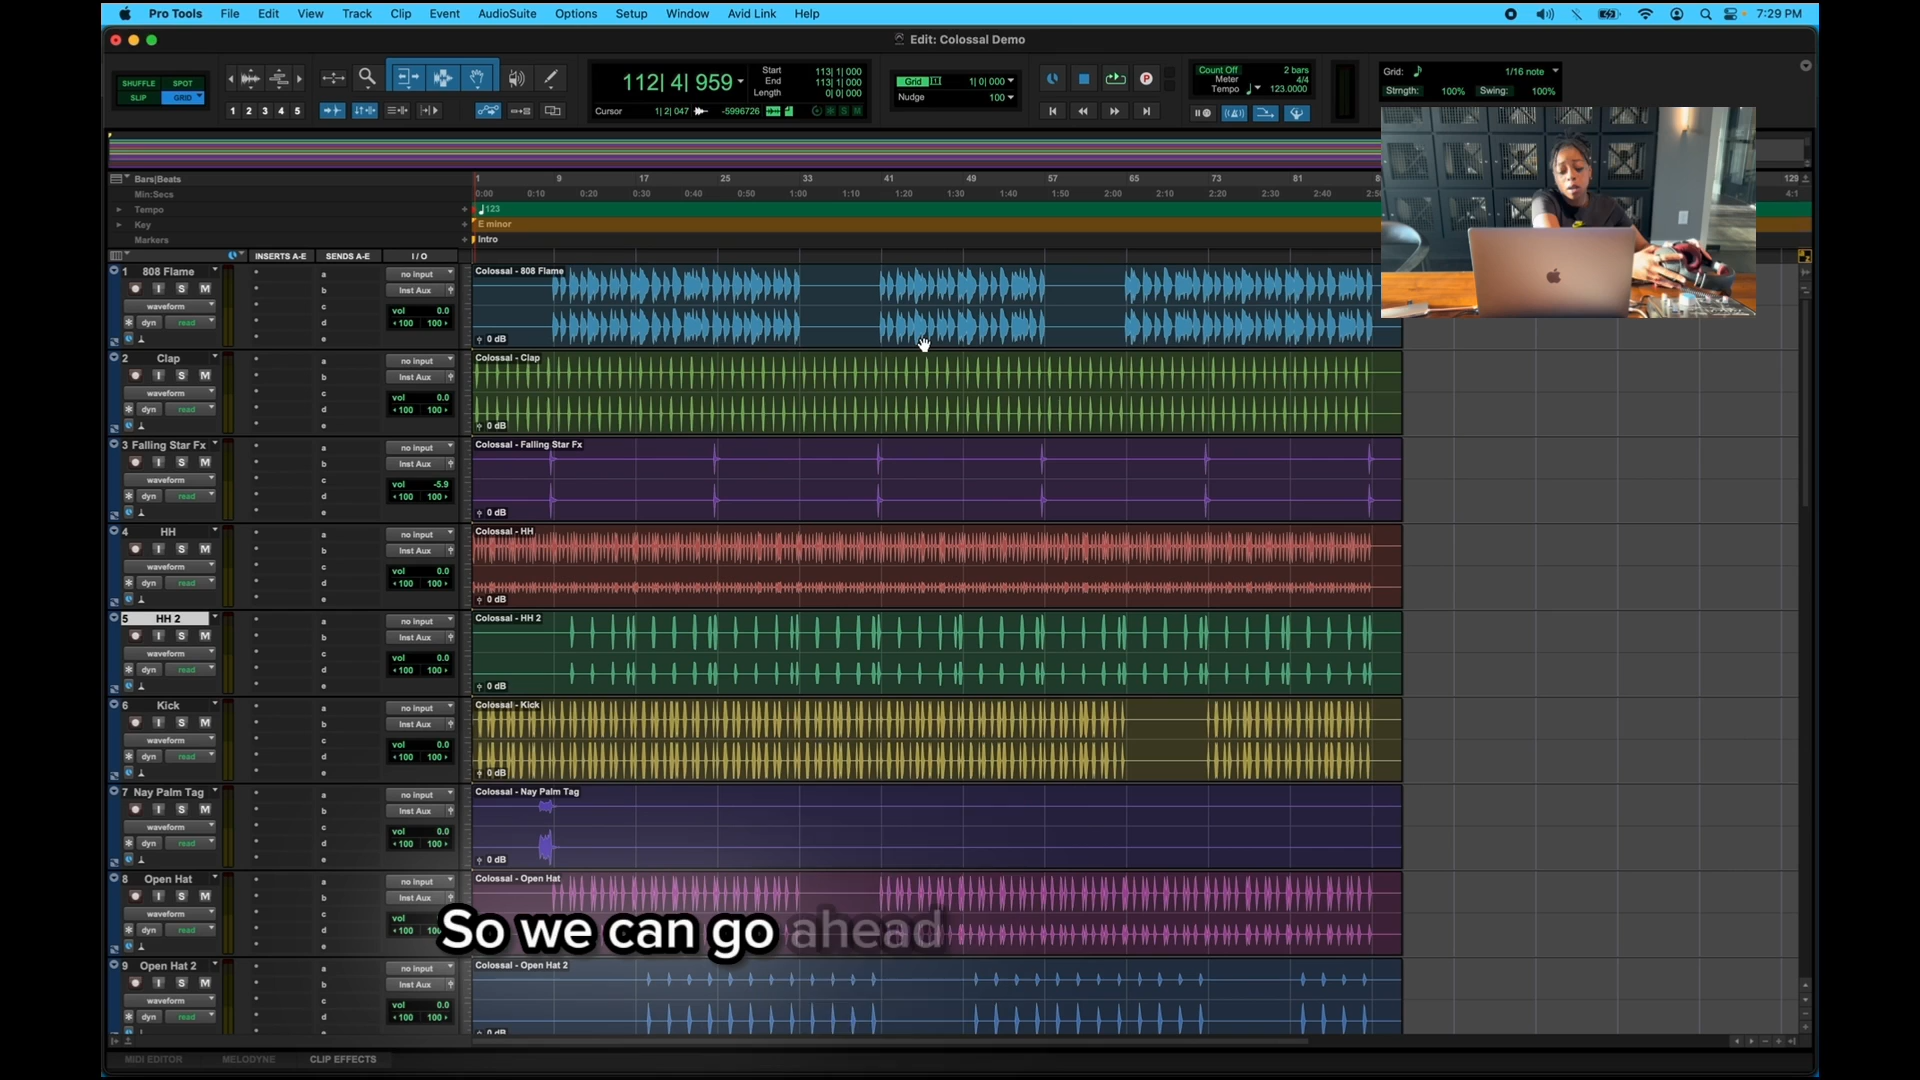 Pro Tools File Edit View Track Clip Event AudioSuite Options Setup Window Avid Link Help 7:29 PM
Edit: Colossal Demo
SHUFFLE SPOT
SLIP GRID
1 2 3 4 5
112| 4| 959
Start 113| 1| 000
End 113| 1| 000
Length 0| 0| 000
Cursor 1| 2| 047 -5996726
Grid 1| 0| 000
Nudge 100
Count Off 2 bars
Meter 4/4
Tempo 123.0000
Grid: 1/16 note
Strngth: 100% Swing: 100%
Bars|Beats 1 9 17 25 33 41 49 57 65 73 81 8 129
Min:Secs 0:00 0:10 0:20 0:30 0:40 0:50 1:00 1:10 1:20 1:30 1:40 1:50 2:00 2:10 2:20 2:30 2:40 2:50 4:1
Tempo 123
Key E minor
Markers Intro
INSERTS A-E SENDS A-E I / O
1 808 Flame a no input Colossal - 808 Flame
I S M b Inst Aux
waveform c vol 0.0
dyn read d 100 100
e 0 dB
2 Clap a no input Colossal - Clap
I S M b Inst Aux
waveform c vol 0.0
dyn read d 100 100
e 0 dB
3 Falling Star Fx a no input Colossal - Falling Star Fx
I S M b Inst Aux
waveform c vol -5.9
dyn read d 100 100
e 0 dB
4 HH a no input Colossal - HH
I S M b Inst Aux
waveform c vol 0.0
dyn read d 100 100
e 0 dB
5 HH 2 a no input Colossal - HH 2
I S M b Inst Aux
waveform c vol 0.0
dyn read d 100 100
e 0 dB
6 Kick a no input Colossal - Kick
I S M b Inst Aux
waveform c vol 0.0
dyn read d 100 100
e 0 dB
7 Nay Palm Tag a no input Colossal - Nay Palm Tag
I S M b Inst Aux
waveform c vol 0.0
dyn read d 100 100
e 0 dB
8 Open Hat a no input Colossal - Open Hat
I S M b Inst Aux
waveform c vol
dyn read d 100
e
So we can go ahead
9 Open Hat 2 a no input Colossal - Open Hat 2
I S M b Inst Aux
waveform c vol 0.0
dyn read d 100 100
e 0 dB
MIDI EDITOR MELODYNE CLIP EFFECTS